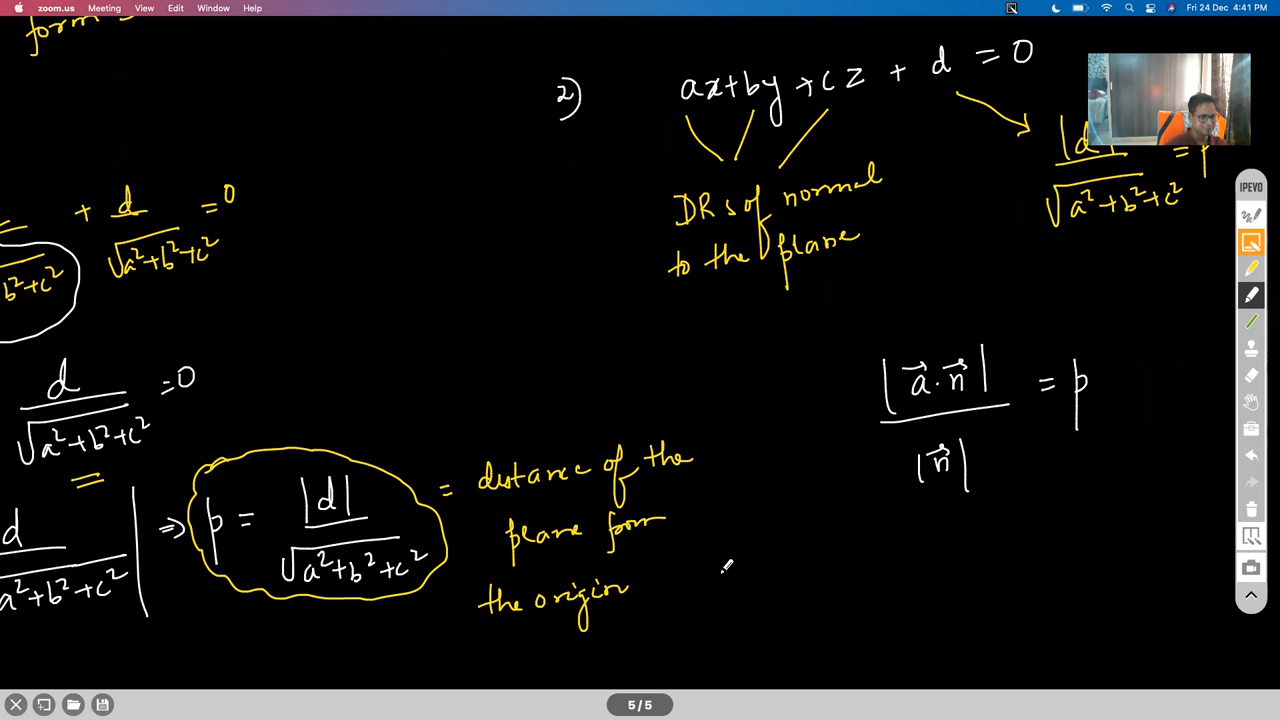 zoom.us Meeting View Edit Window Help Fri 24 Dec 4:41 PM
form
2) ax+by+cz + d = 0
|d| / √a²+b²+c² = p
DRs of normal
to the plane
+ d / √a²+b²+c² = 0
b²+c²
d / √a²+b²+c² = 0
|a⃗·n⃗| / |n⃗| = p
d / a²+b²+c² | ⇒ p = |d| / √a²+b²+c² = distance of the
plane from
the origin
IPEVO
5/5